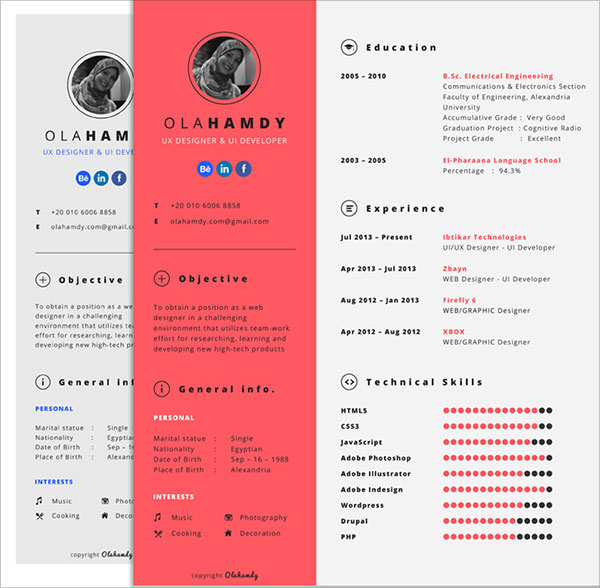 OLAHAM
UX DESIGNER & UI DEVE
Bē in f
T +20 010 6006 8858
E olahamdy.com@gmail.c
Objective
To obtain a position as a we
designer in a challenging
environment that utilizes te
effort for researching, learni
developing new high-tech pr
General in
PERSONAL
Marital statue : Single
Nationality : Egyptian
Date of Birth : Sep – 1
Place of Birth : Alexand
INTERESTS
Music Photo
Cooking Deco
copyright Olahamdy
OLAHAMDY
UX DESIGNER & UI DEVELOPER
Bē in f
T +20 010 6006 8858
E olahamdy.com@gmail.com
Objective
To obtain a position as a web
designer in a challenging
environment that utilizes team-work
effort for researching, learning and
developing new high-tech products
General info.
PERSONAL
Marital statue : Single
Nationality : Egyptian
Date of Birth : Sep – 16 – 1988
Place of Birth : Alexandria
INTERESTS
Music Photography
Cooking Decoration
copyright Olahamdy
Education
2005 – 2010 B.Sc. Electrical Engineering
Communications & Electronics Section
Faculty of Engineering, Alexandria
University
Accumulative Grade : Very Good
Graduation Project : Cognitive Radio
Project Grade : Excellent
2003 – 2005 El-Pharaana Language School
Percentage : 94.3%
Experience
Jul 2013 – Present Ibtikar Technologies
UI/UX Designer - UI Developer
Apr 2013 – Jul 2013 Zbayn
WEB Designer - UI Developer
Aug 2012 – Jan 2013 Firefly 6
WEB/GRAPHIC Designer
Apr 2012 – Aug 2012 XBOX
WEB/GRAPHIC Designer
Technical Skills
HTML5
CSS3
JavaScript
Adobe Photoshop
Adobe Illustrator
Adobe Indesign
Wordpress
Drupal
PHP